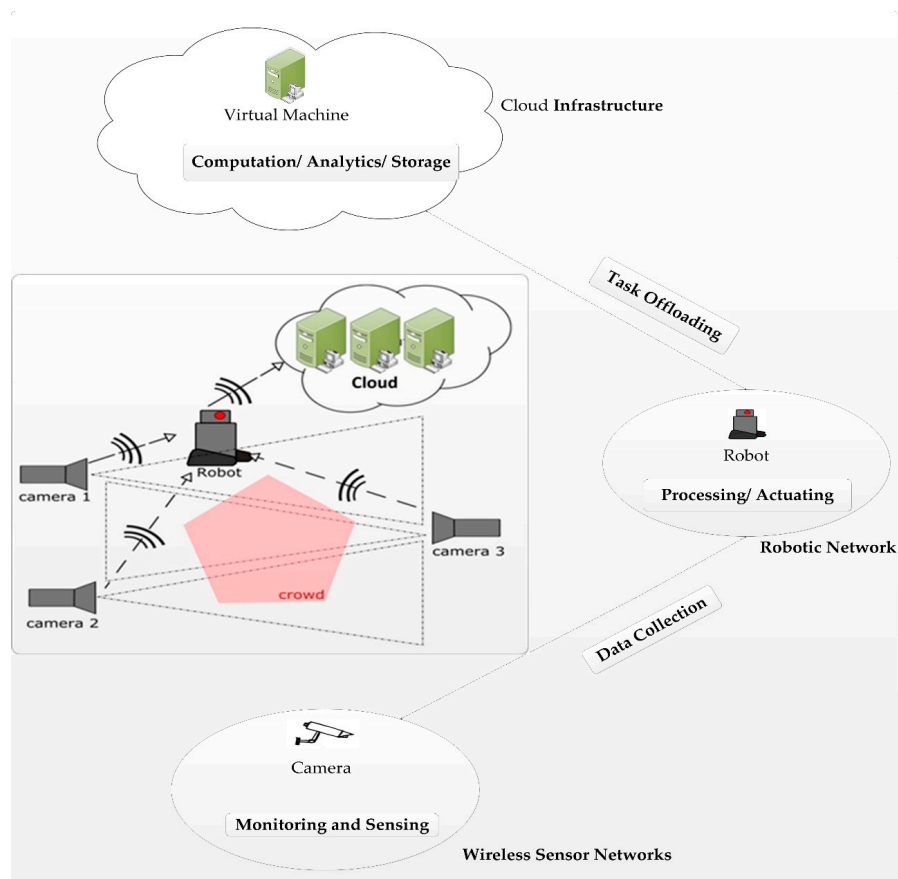 Virtual Machine
Cloud Infrastructure
Computation/ Analytics/ Storage
Task Offloading
Cloud
Robot
camera 1
camera 3
crowd
camera 2
Robot
Processing/ Actuating
Robotic Network
Data Collection
Camera
Monitoring and Sensing
Wireless Sensor Networks